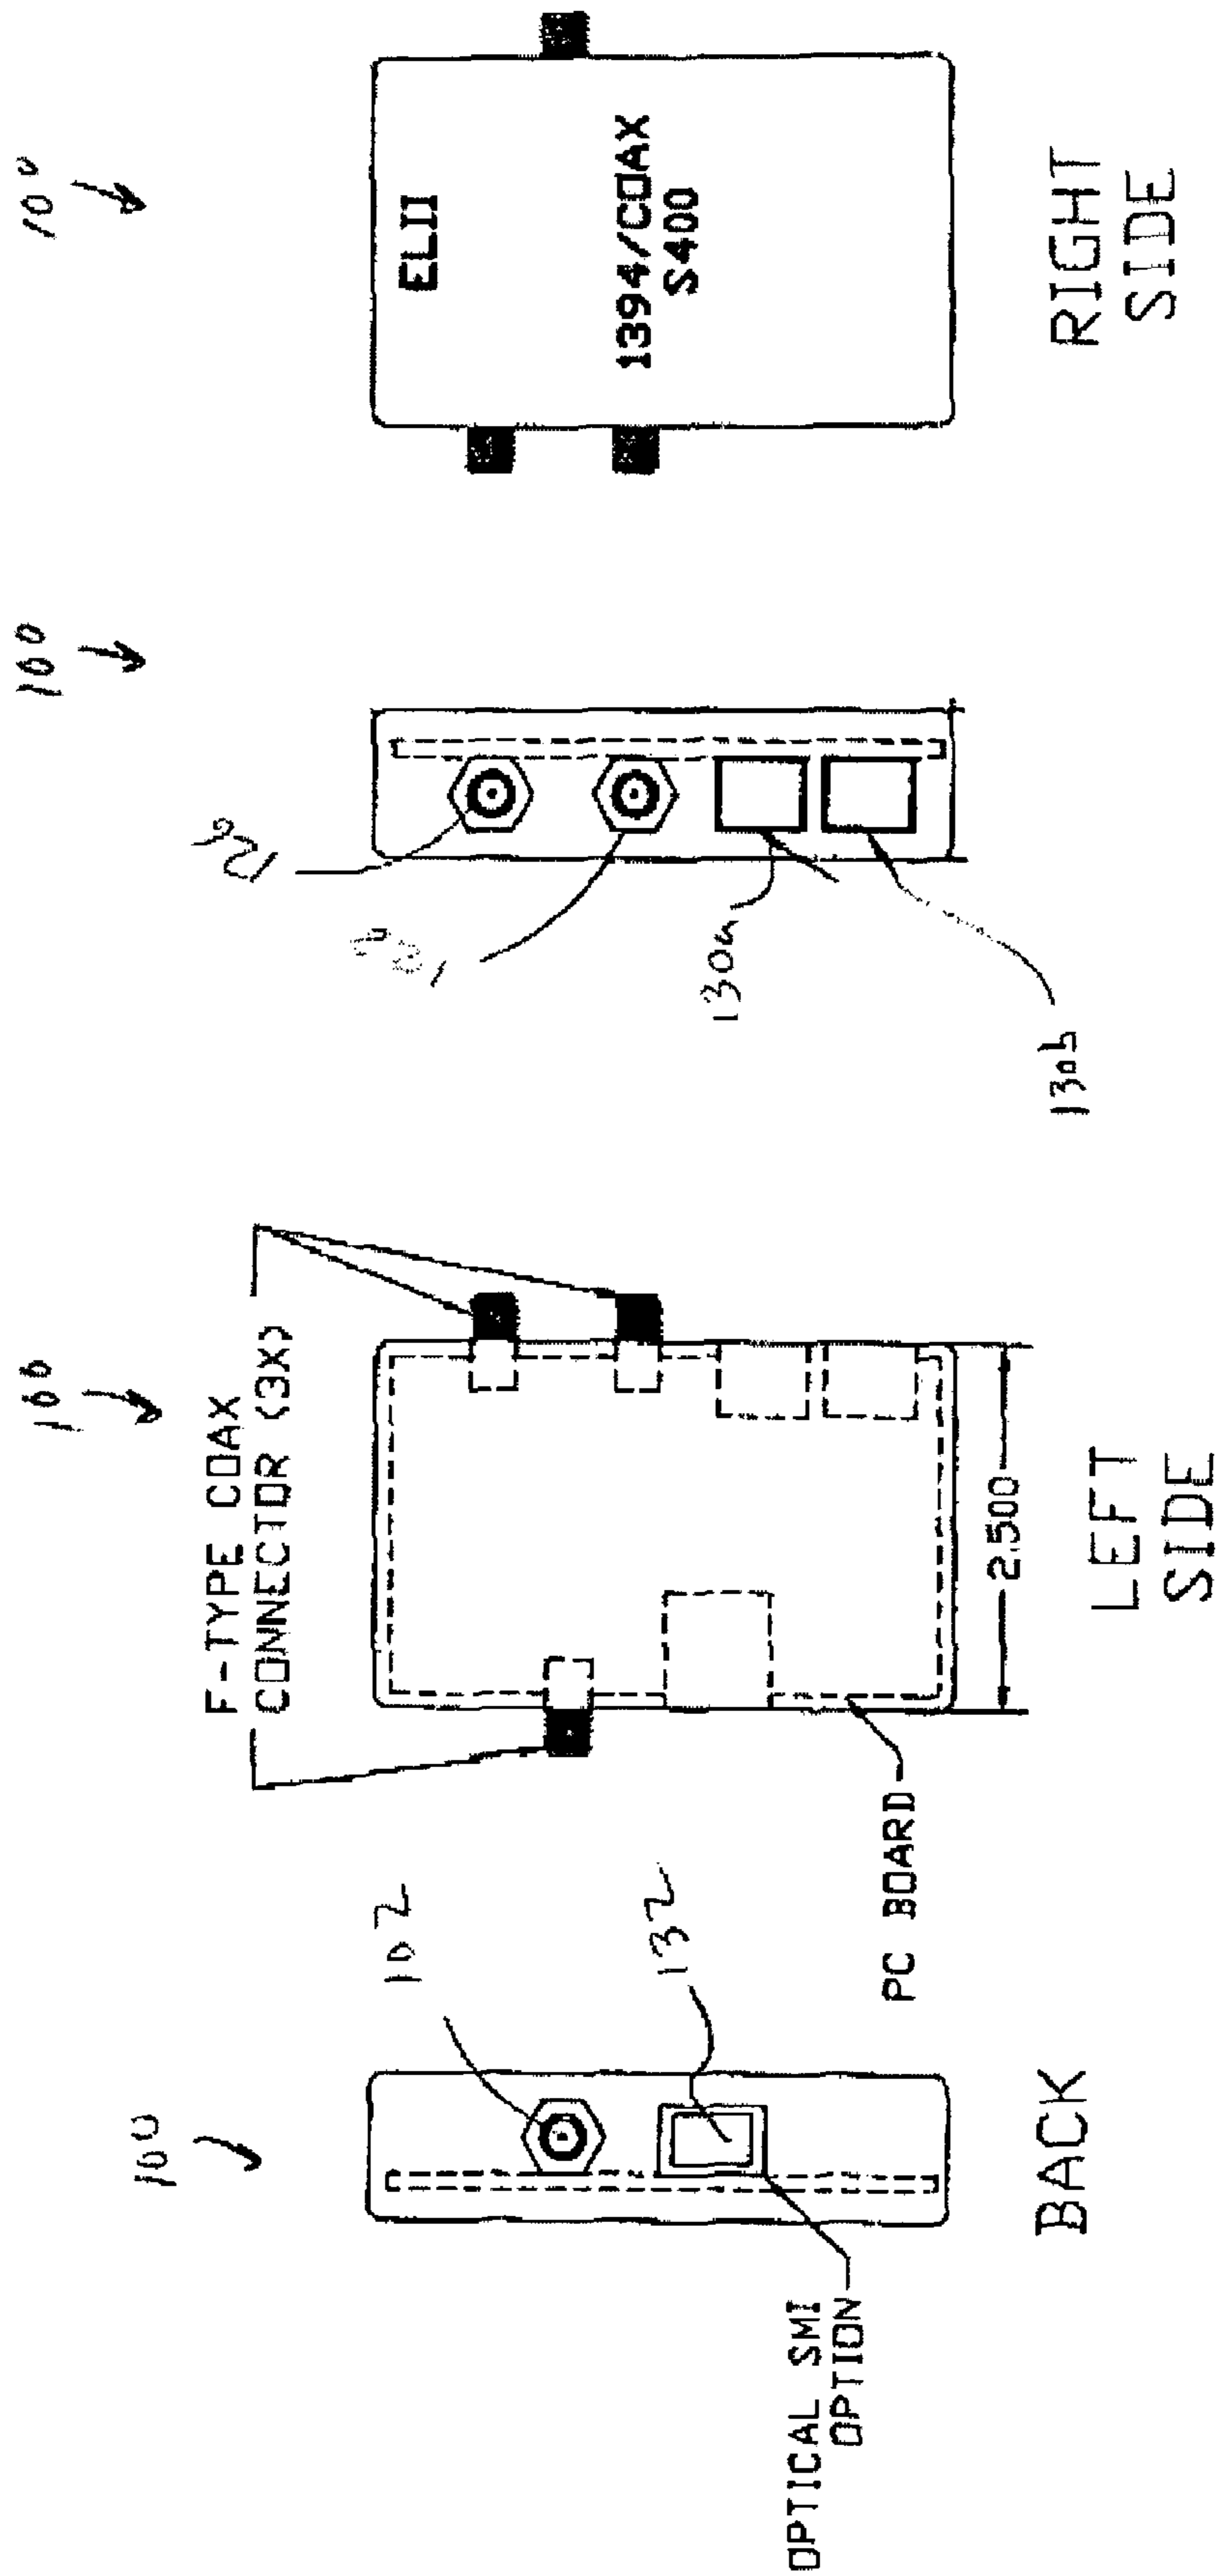 100
100
100
100
F-TYPE COAX
CONNECTOR (3X)
102
132
126
130a
130b
ELII
1394/COAX
S400
2.500
PC BOARD
OPTICAL SMI
OPTION
BACK
LEFT
SIDE
RIGHT
SIDE